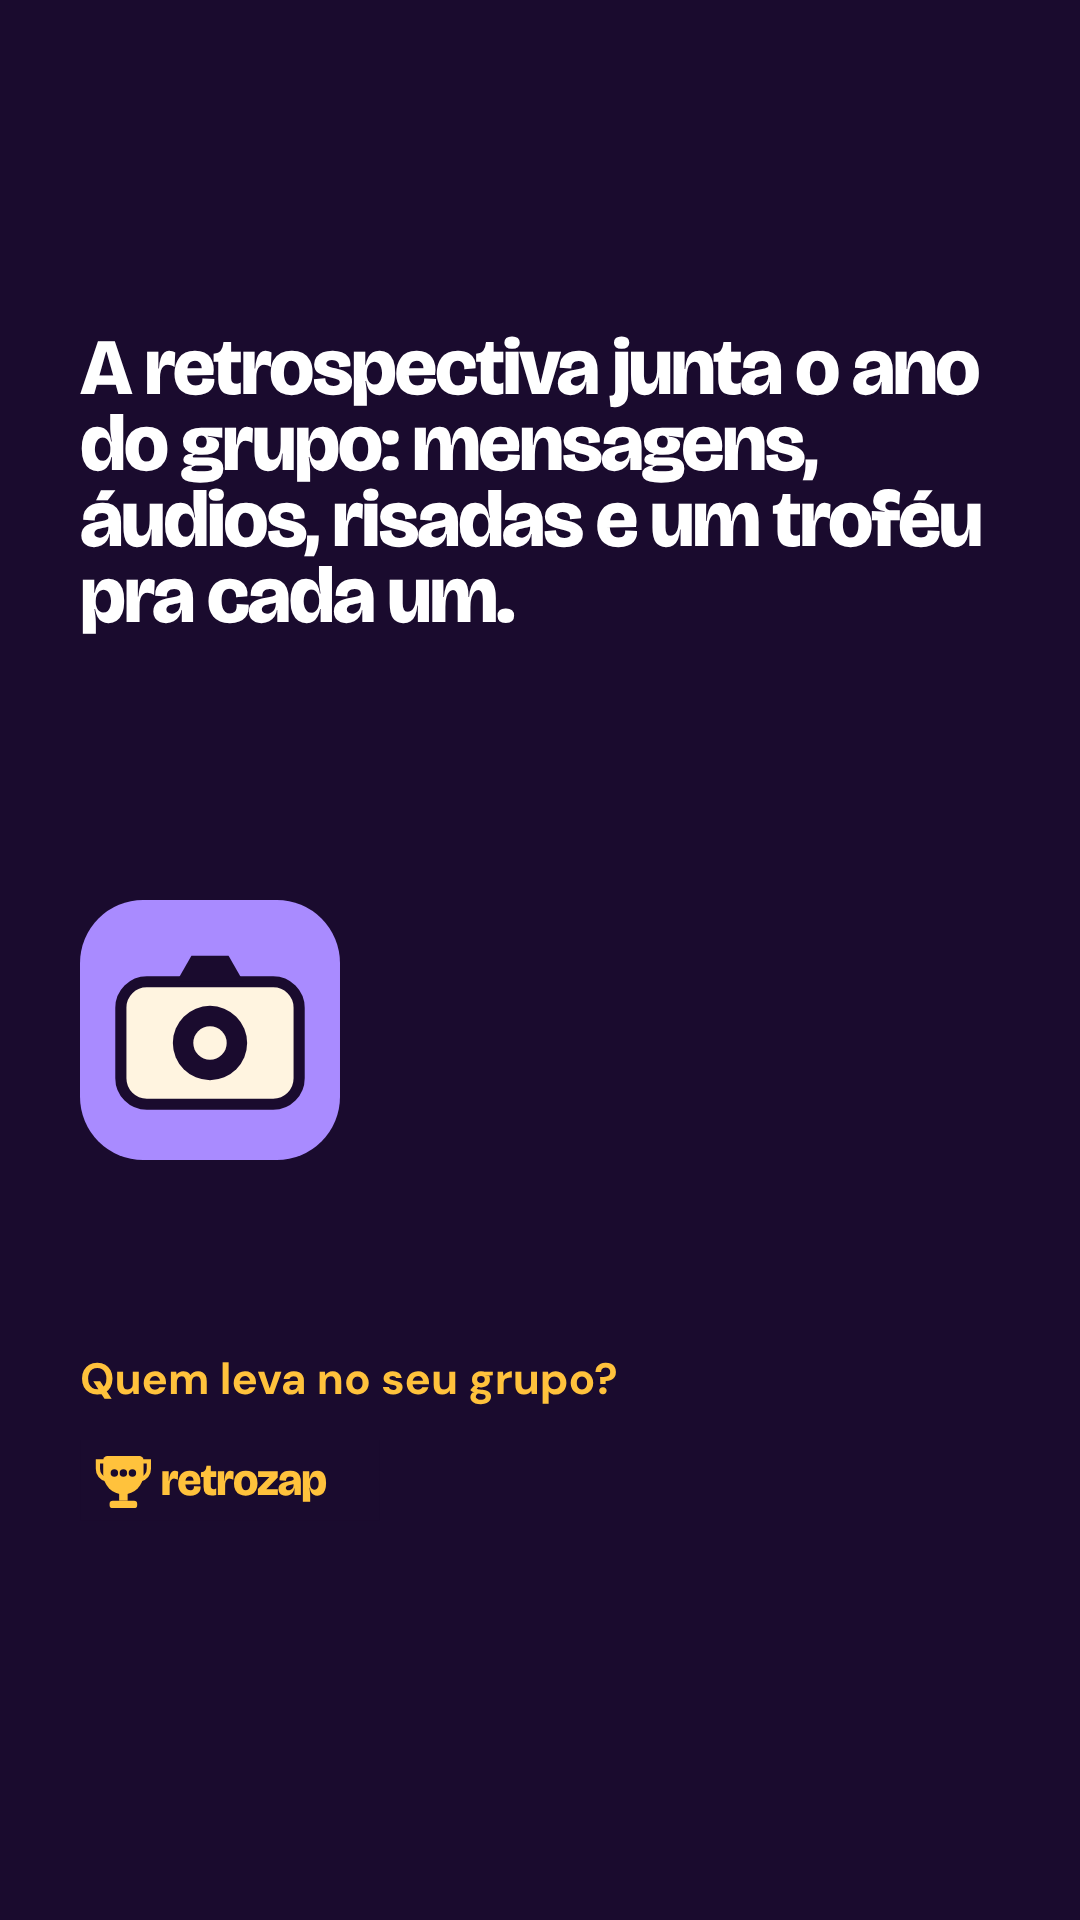 A retrospectiva junta o ano
do grupo: mensagens,
áudios, risadas e um troféu
pra cada um.
Quem leva no seu grupo?
retrozap